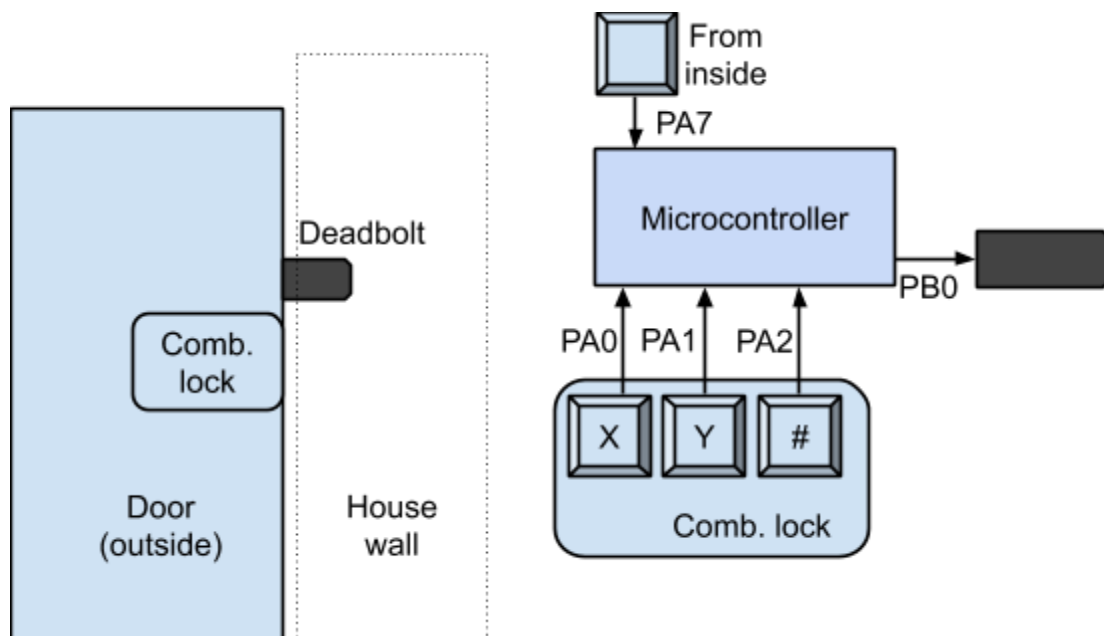 Deadbolt
Comb.
lock
Door
(outside)
House
wall
From
inside
PA7
Microcontroller
PB0
PA0
PA1
PA2
X
Y
#
Comb. lock